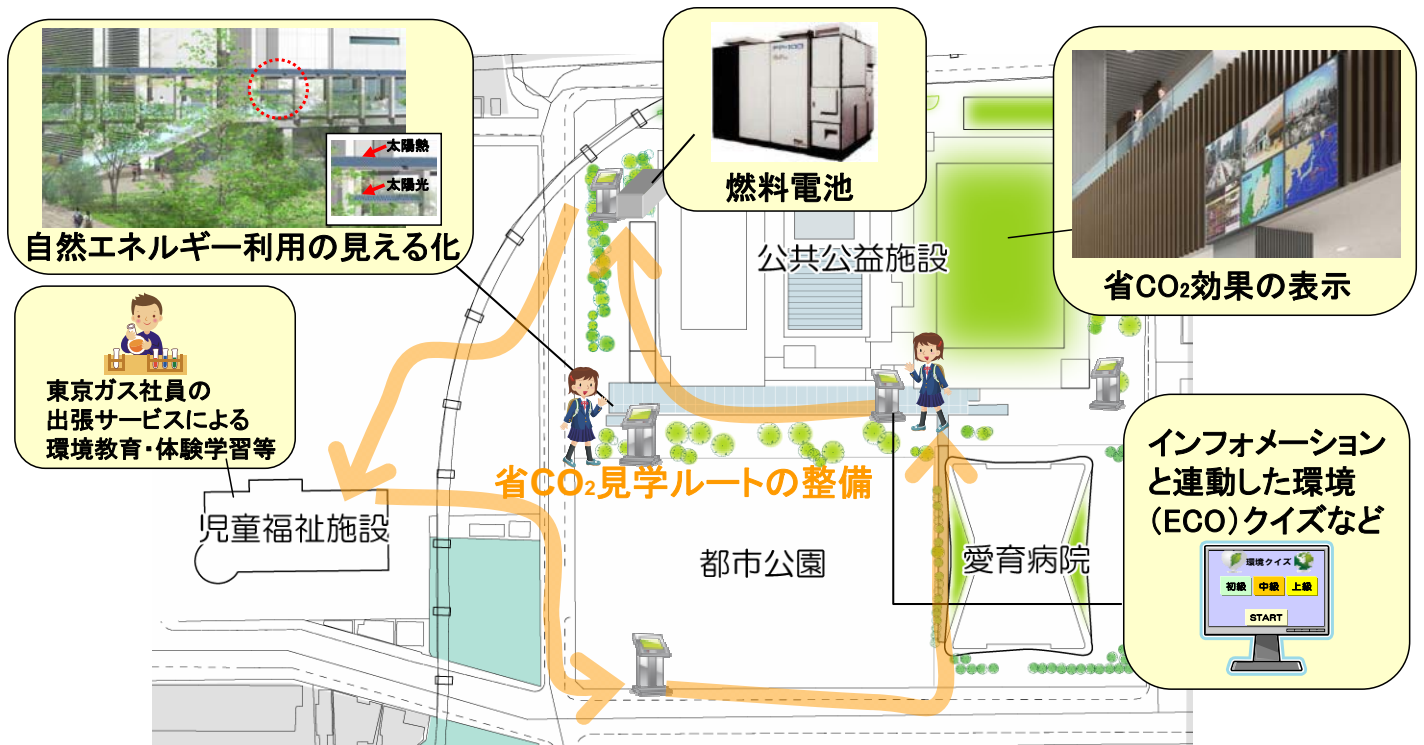 太陽熱
太陽光
自然エネルギー利用の見える化
燃料電池
省CO₂効果の表示
公共公益施設
東京ガス社員の
出張サービスによる
環境教育・体験学習等
省CO₂見学ルートの整備
児童福祉施設
都市公園
愛育病院
インフォメーション
と連動した環境
(ECO)クイズなど
環境クイズ
初級 中級 上級
START